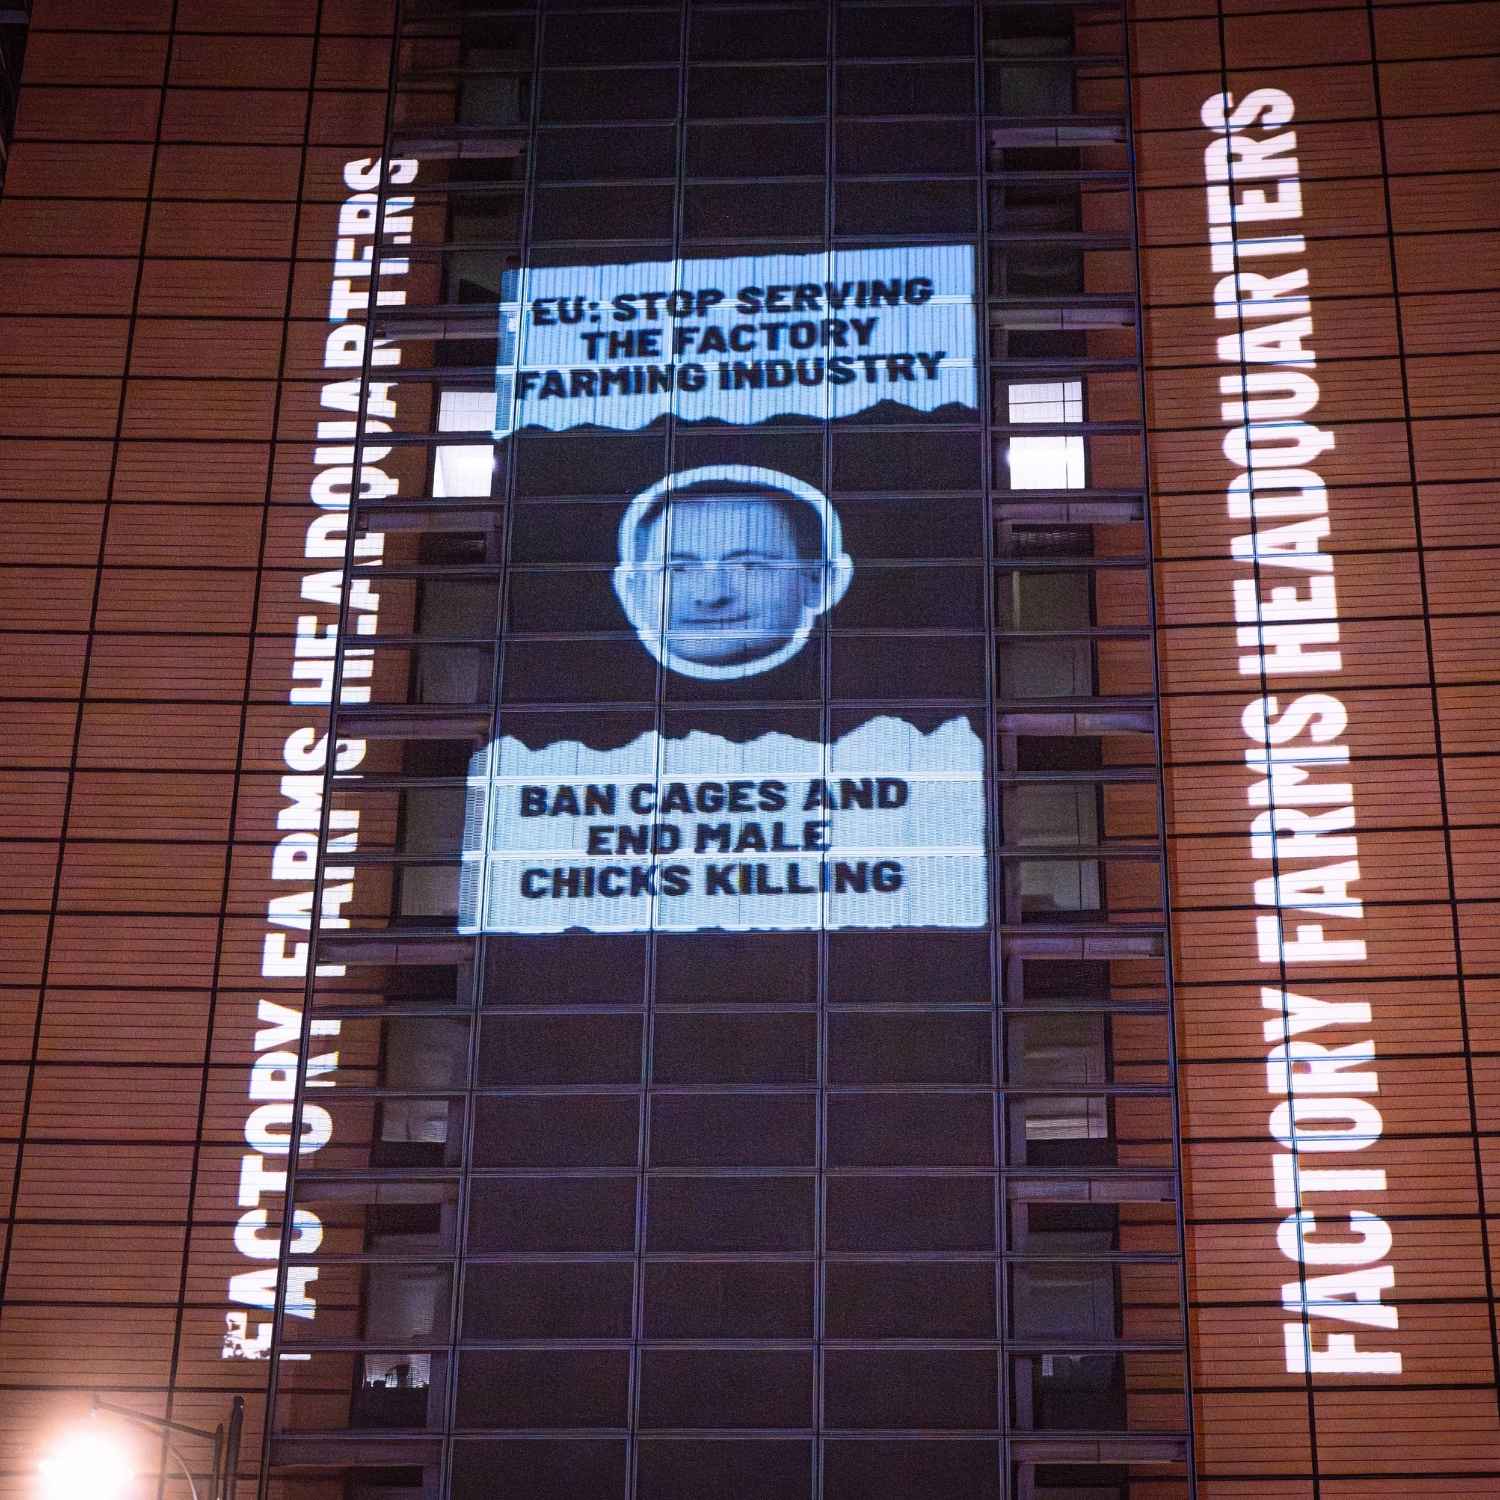 FACTORY FARMS HEADQUARTERS
EU: STOP SERVING
THE FACTORY
FARMING INDUSTRY
BAN CAGES AND
END MALE
CHICKS KILLING
FACTORY FARMS HEADQUARTERS